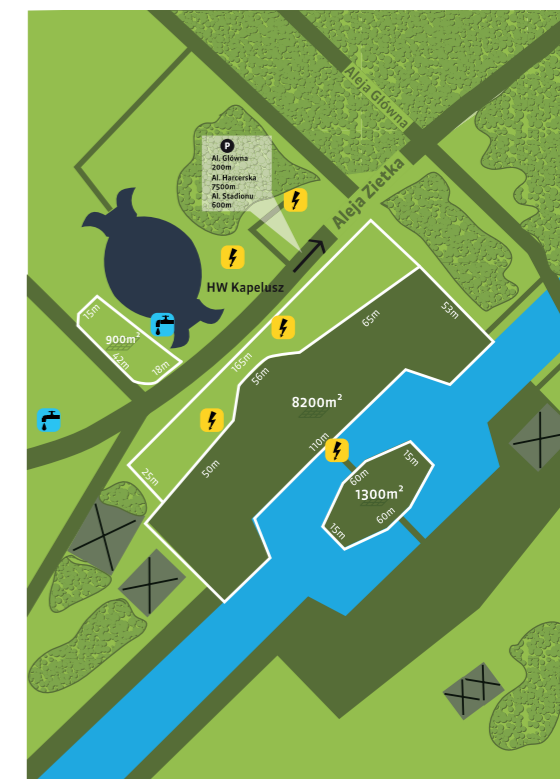 Aleja Główna
P
Al. Główna
200m
Al. Harcerska
7500m
Al. Stadionu
600m
Aleja Zietka
HW Kapelusz
15m
900m²
42m
18m
165m
65m
53m
56m
8200m²
110m
50m
25m
60m
15m
1300m²
60m
15m